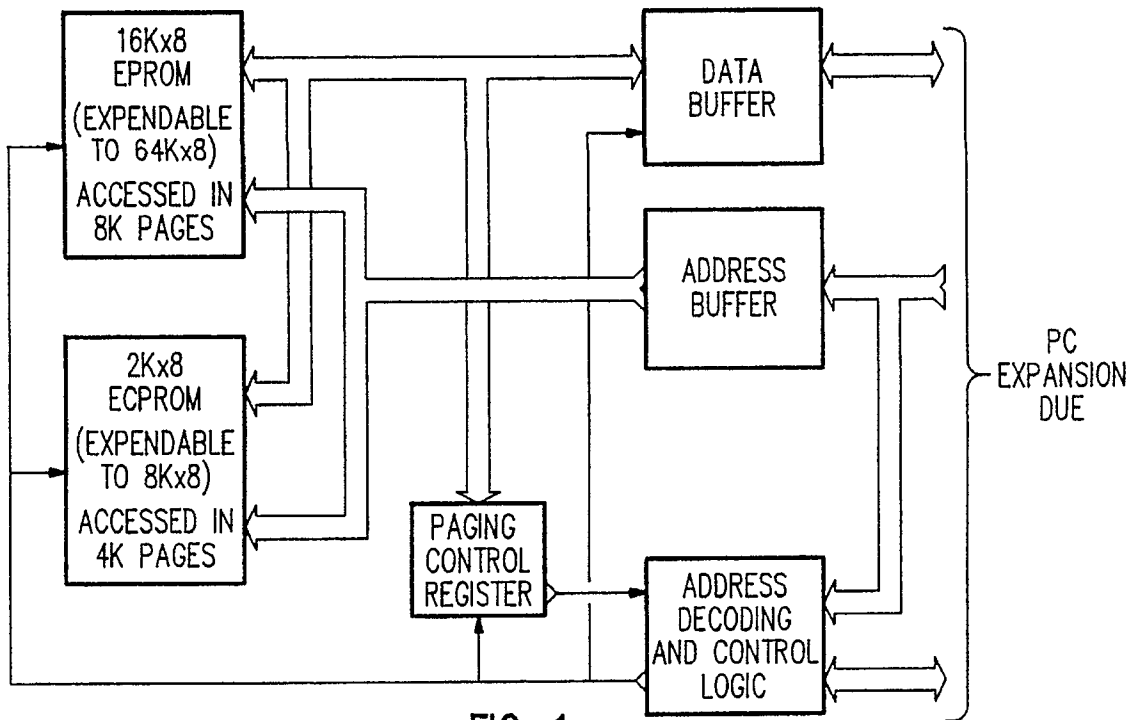 16Kx8
EPROM
(EXPENDABLE
TO 64Kx8)
ACCESSED IN
8K PAGES
DATA
BUFFER
ADDRESS
BUFFER
2Kx8
ECPROM
(EXPENDABLE
TO 8Kx8)
ACCESSED IN
4K PAGES
PAGING
CONTROL
REGISTER
ADDRESS
DECODING
AND CONTROL
LOGIC
PC
EXPANSION
DUE
FIG. 1